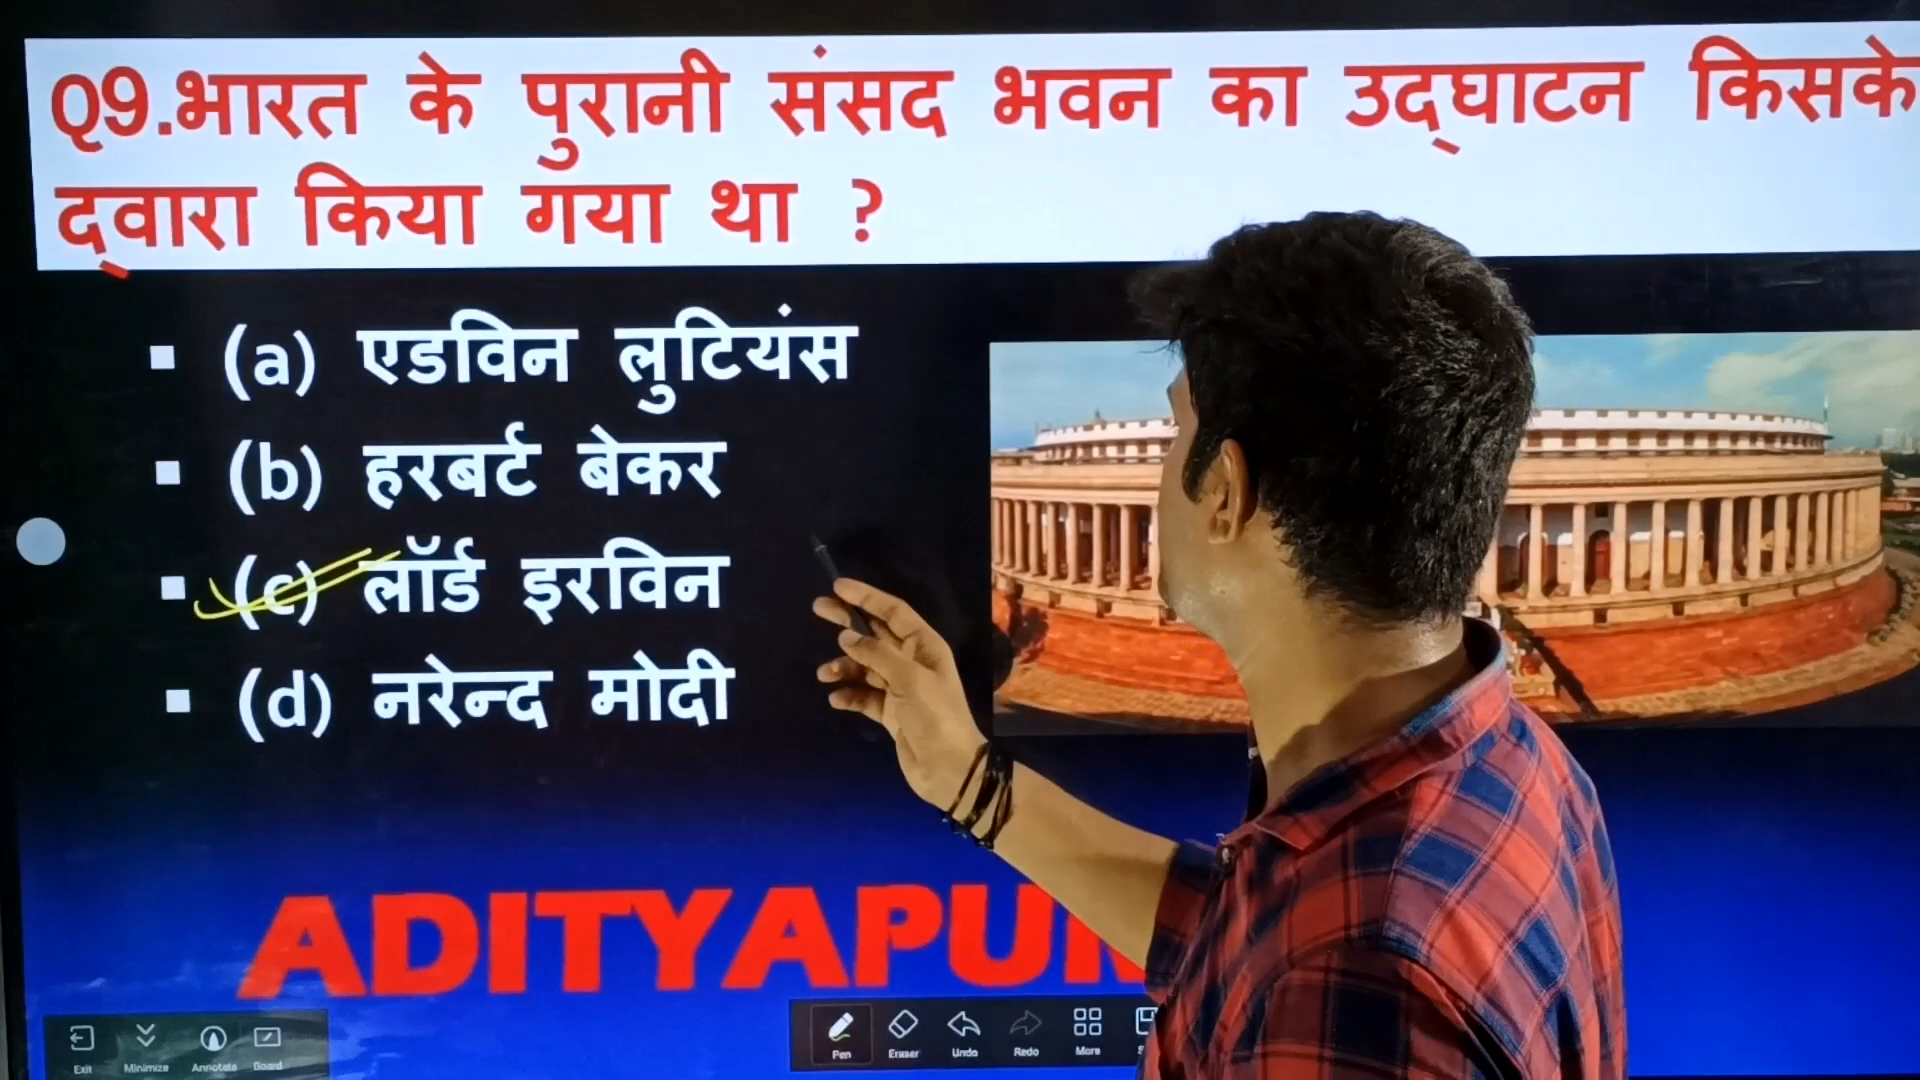 Q9.भारत के पुरानी संसद भवन का उद्घाटन किसके
द्वारा किया गया था ?
(a) एडविन लुटियंस
(b) हरबर्ट बेकर
(c) लॉर्ड इरविन
(d) नरेन्द मोदी
Exit Minimize Annotate Board
Pen Eraser Undo Redo More